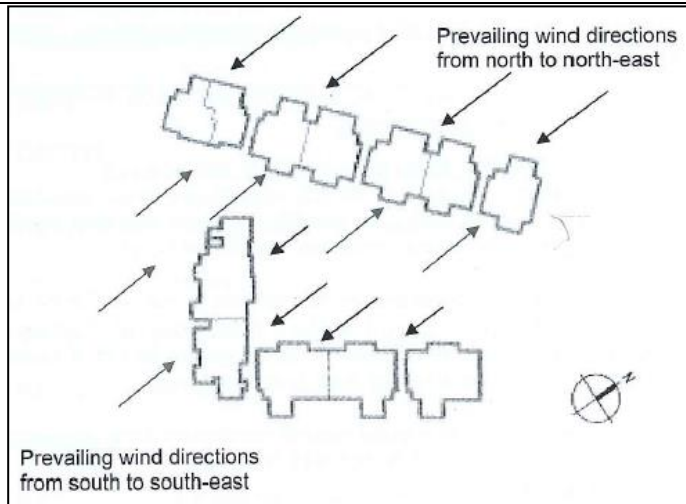 Prevailing wind directions
from north to north-east
N
Prevailing wind directions
from south to south-east